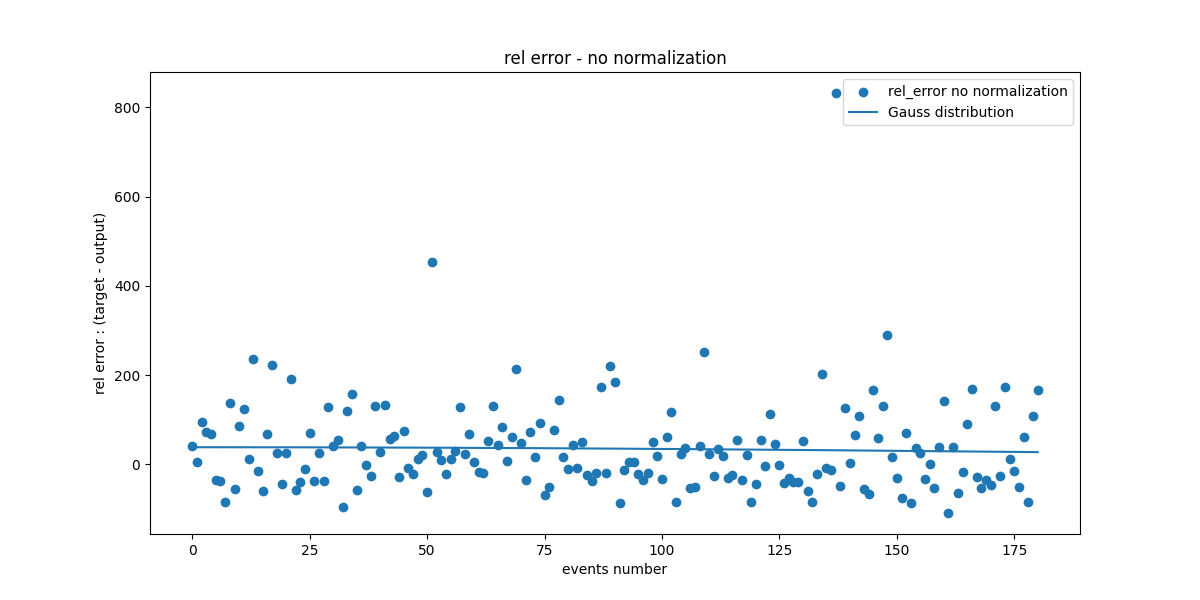 rel error - no normalization
rel_error no normalization
Gauss distribution
800
600
400
200
0
rel error : (target - output)
0 25 50 75 100 125 150 175
events number